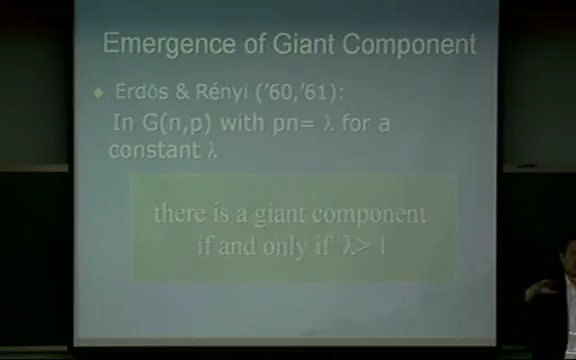 Emergence of Giant Component
Erdős & Rényi ('60,'61):
In G(n,p) with pn= λ for a
constant λ
there is a giant component
if and only if λ> 1